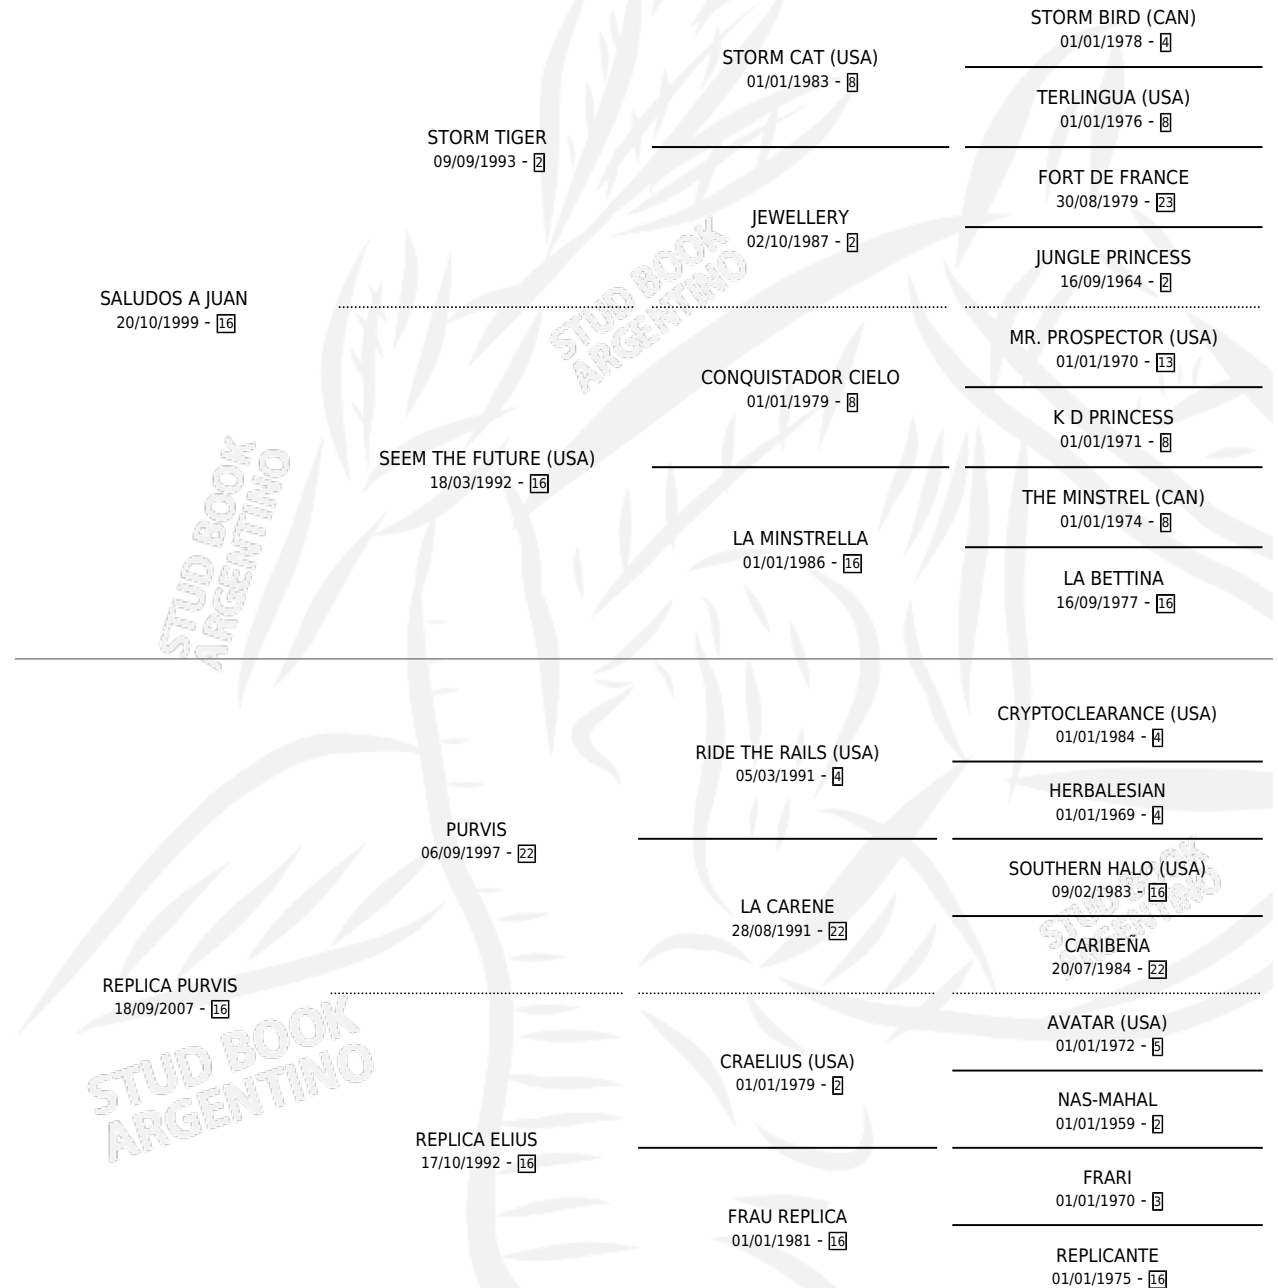 STORM BIRD (CAN)
01/01/1978 - 4
STORM CAT (USA)
01/01/1983 - 8
TERLINGUA (USA)
01/01/1976 - 8
STORM TIGER
09/09/1993 - 2
FORT DE FRANCE
30/08/1979 - 23
JEWELLERY
02/10/1987 - 2
JUNGLE PRINCESS
16/09/1964 - 2
SALUDOS A JUAN
20/10/1999 - 16
MR. PROSPECTOR (USA)
01/01/1970 - 13
CONQUISTADOR CIELO
01/01/1979 - 8
K D PRINCESS
01/01/1971 - 8
SEEM THE FUTURE (USA)
18/03/1992 - 16
THE MINSTREL (CAN)
01/01/1974 - 8
LA MINSTRELLA
01/01/1986 - 16
LA BETTINA
16/09/1977 - 16
STUD BOOK
ARGENTINO
STUD BOOK
ARGENTINO
CRYPTOCLEARANCE (USA)
01/01/1984 - 4
RIDE THE RAILS (USA)
05/03/1991 - 4
HERBALESIAN
01/01/1969 - 4
PURVIS
06/09/1997 - 22
SOUTHERN HALO (USA)
09/02/1983 - 16
LA CARENE
28/08/1991 - 22
CARIBEÑA
20/07/1984 - 22
STUD BOOK
ARGENTINO
REPLICA PURVIS
18/09/2007 - 16
AVATAR (USA)
01/01/1972 - 5
CRAELIUS (USA)
01/01/1979 - 2
NAS-MAHAL
01/01/1959 - 2
REPLICA ELIUS
17/10/1992 - 16
FRARI
01/01/1970 - 3
FRAU REPLICA
01/01/1981 - 16
REPLICANTE
01/01/1975 - 16
STUD BOOK
ARGENTINO